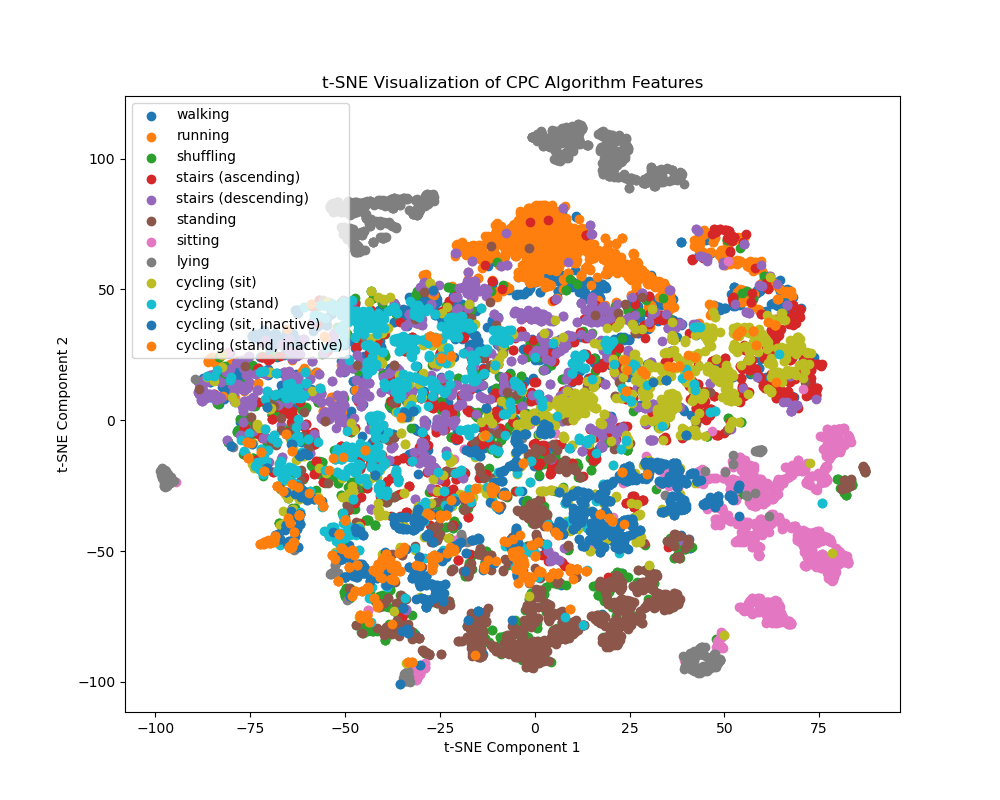 t-SNE Visualization of CPC Algorithm Features
walking
running
shuffling
stairs (ascending)
stairs (descending)
standing
sitting
lying
cycling (sit)
cycling (stand)
cycling (sit, inactive)
cycling (stand, inactive)
t-SNE Component 2
100
50
0
−50
−100
−100
−75
−50
−25
0
25
50
75
t-SNE Component 1